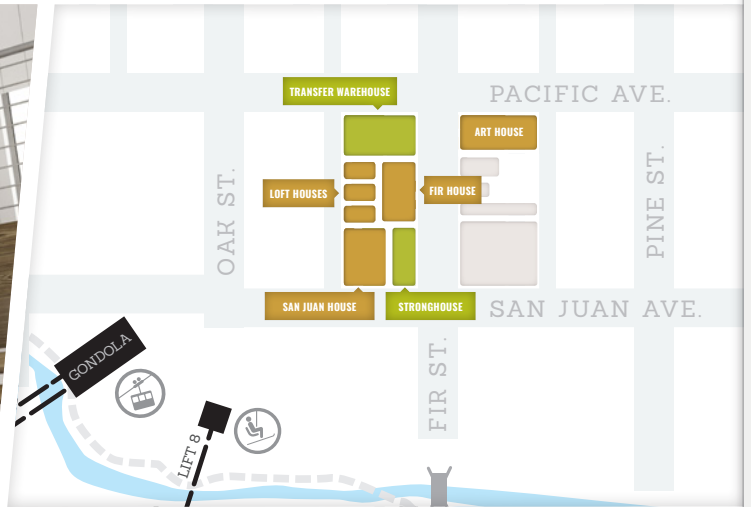 TRANSFER WAREHOUSE
PACIFIC AVE.
ART HOUSE
LOFT HOUSES
FIR HOUSE
OAK ST.
PINE ST.
SAN JUAN HOUSE
STRONGHOUSE
SAN JUAN AVE.
FIR ST.
GONDOLA
LIFT 8